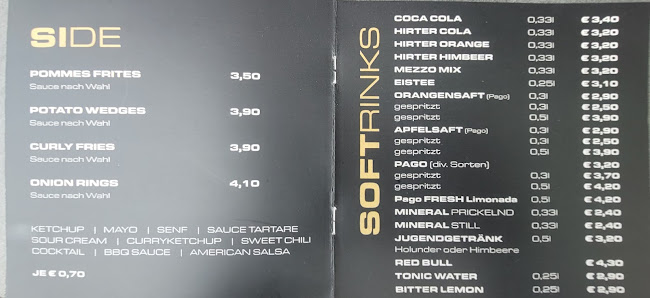 SIDE
POMMES FRITES 3,50
Sauce nach Wahl
POTATO WEDGES 3,90
Sauce nach Wahl
CURLY FRIES 3,90
Sauce nach Wahl
ONION RINGS 4,10
Sauce nach Wahl
KETCHUP | MAYO | SENF | SAUCE TARTARE
SOUR CREAM | CURRYKETCHUP | SWEET CHILI
COCKTAIL | BBQ SAUCE | AMERICAN SALSA
JE € 0,70
SOFTRINKS
COCA COLA 0,33l € 3,40
HIRTER COLA 0,33l € 3,20
HIRTER ORANGE 0,33l € 3,20
HIRTER HIMBEER 0,33l € 3,20
MEZZO MIX 0,33l € 3,20
EISTEE 0,25l € 3,10
ORANGENSAFT (Pago) 0,3l € 2,90
gespritzt 0,3l € 2,50
gespritzt 0,5l € 3,90
APFELSAFT (Pago) 0,3l € 2,90
gespritzt 0,3l € 2,50
gespritzt 0,5l € 3,90
PAGO (div. Sorten) € 3,20
gespritzt 0,3l € 3,70
gespritzt 0,5l € 4,20
Pago FRESH Limonada 0,5l € 4,20
MINERAL PRICKELND 0,33l € 2,40
MINERAL STILL 0,33l € 2,40
JUGENDGETRÄNK 0,5l € 3,20
Holunder oder Himbeere
RED BULL € 4,30
TONIC WATER 0,25l € 2,90
BITTER LEMON 0,25l € 2,90